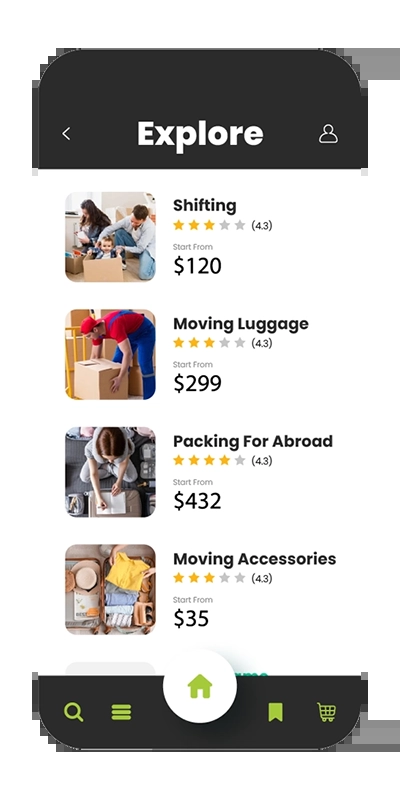 Explore
Shifting
(4.3)
Start From
$120
Moving Luggage
(4.3)
Start From
$299
Packing For Abroad
(4.3)
Start From
$432
Moving Accessories
(4.3)
Start From
$35